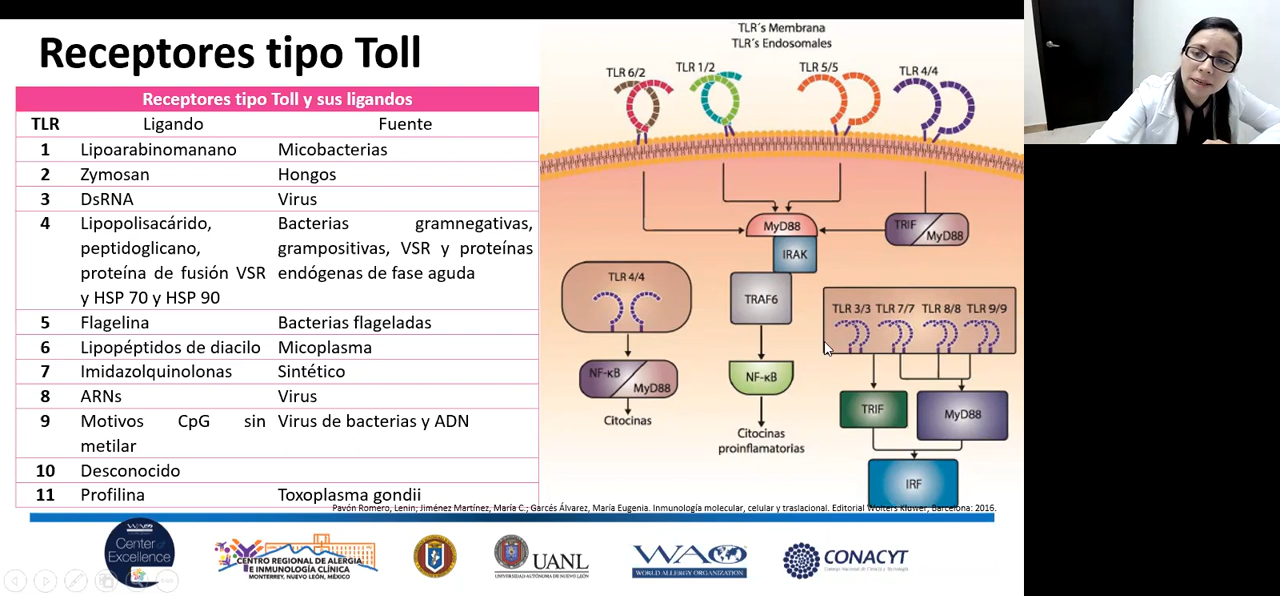 Receptores tipo Toll
Receptores tipo Toll y sus ligandos
TLR Ligando Fuente
1 Lipoarabinomanano Micobacterias
2 Zymosan Hongos
3 DsRNA Virus
4 Lipopolisacárido, Bacterias gramnegativas,
peptidoglicano, grampositivas, VSR y proteínas
proteína de fusión VSR endógenas de fase aguda
y HSP 70 y HSP 90
5 Flagelina Bacterias flageladas
6 Lipopéptidos de diacilo Micoplasma
7 Imidazolquinolonas Sintético
8 ARNs Virus
9 Motivos CpG sin Virus de bacterias y ADN
metilar
10 Desconocido
11 Profilina Toxoplasma gondii
TLR´s Membrana
TLR´s Endosomales
TLR 6/2 TLR 1/2 TLR 5/5 TLR 4/4
MyD88
TRIF MyD88
IRAK
TLR 4/4
TRAF6
TLR 3/3 TLR 7/7 TLR 8/8 TLR 9/9
NF-κB MyD88
NF-κB
Citocinas
Citocinas
proinflamatorias
TRIF
MyD88
IRF
Pavón Romero, Lenin; Jiménez Martínez, María C.; Garcés Álvarez, María Eugenia. Inmunología molecular, celular y traslacional. Editorial Wolters Kluwer, Barcelona: 2016.
WAO
Center of
Excellence
CENTRO REGIONAL DE ALERGIA
E INMUNOLOGÍA CLÍNICA
MONTERREY, NUEVO LEÓN, MÉXICO
UANL
UNIVERSIDAD AUTÓNOMA DE NUEVO LEÓN
WAO
WORLD ALLERGY ORGANIZATION
CONACYT
Consejo Nacional de Ciencia y Tecnología